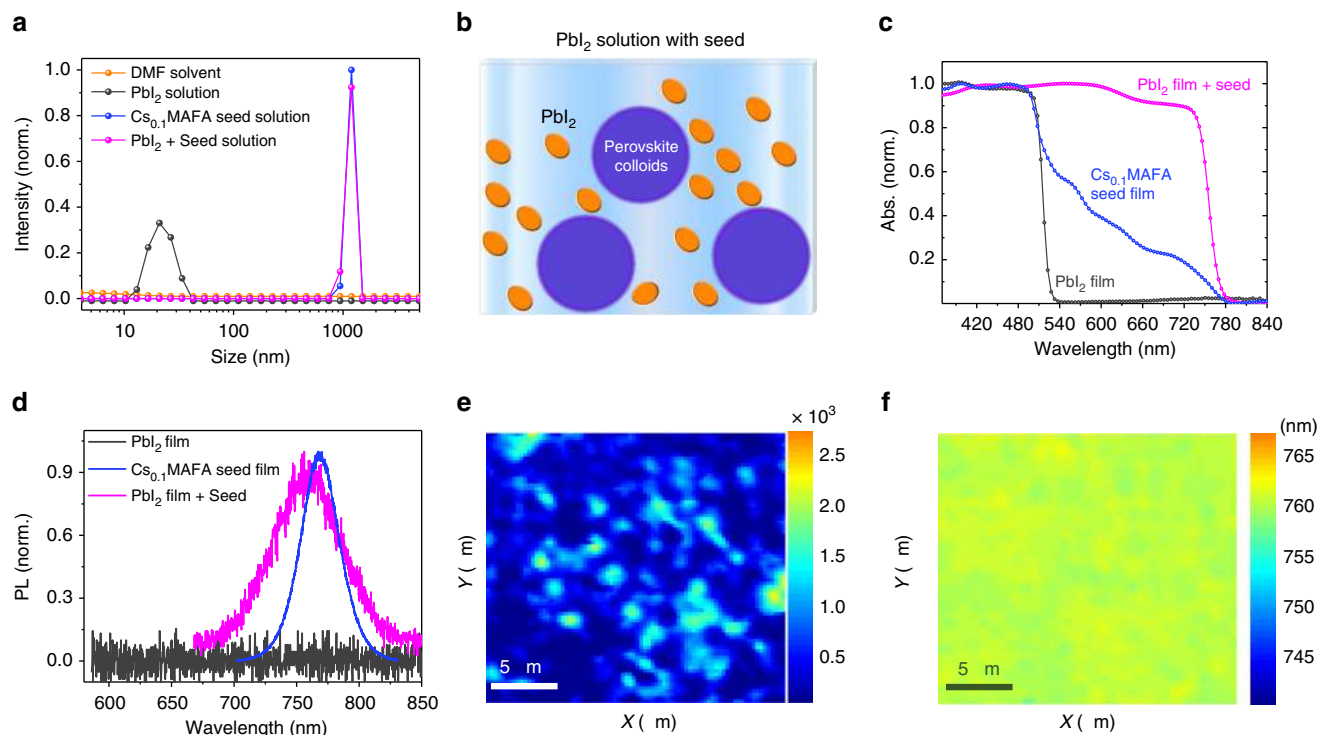 a
DMF solvent
PbI2 solution
Cs0.1MAFA seed solution
PbI2 + Seed solution
1.0
0.8
0.6
0.4
0.2
0.0
Intensity (norm.)
10
100
1000
Size (nm)
b
PbI2 solution with seed
PbI2
Perovskite
colloids
c
PbI2 film + seed
Cs0.1MAFA
seed film
PbI2 film
1.0
0.8
0.6
0.4
0.2
Abs. (norm.)
420 480 540 600 660 720 780 840
Wavelength (nm)
d
PbI2 film
Cs0.1MAFA seed film
PbI2 film + Seed
0.9
0.6
0.3
0.0
PL (norm.)
600 650 700 750 800 850
Wavelength (nm)
e
× 10³
2.5
2.0
1.5
1.0
0.5
Y ( m)
5 m
X ( m)
f
(nm)
765
760
755
750
745
Y ( m)
5 m
X ( m)